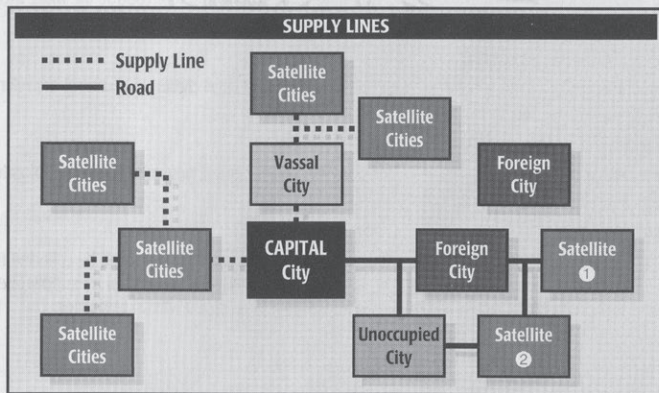 SUPPLY LINES
Supply Line
Road
Satellite
Cities
Satellite
Cities
Satellite
Cities
Vassal
City
Foreign
City
Satellite
Cities
CAPITAL
City
Foreign
City
Satellite
1
Satellite
Cities
Unoccupied
City
Satellite
2